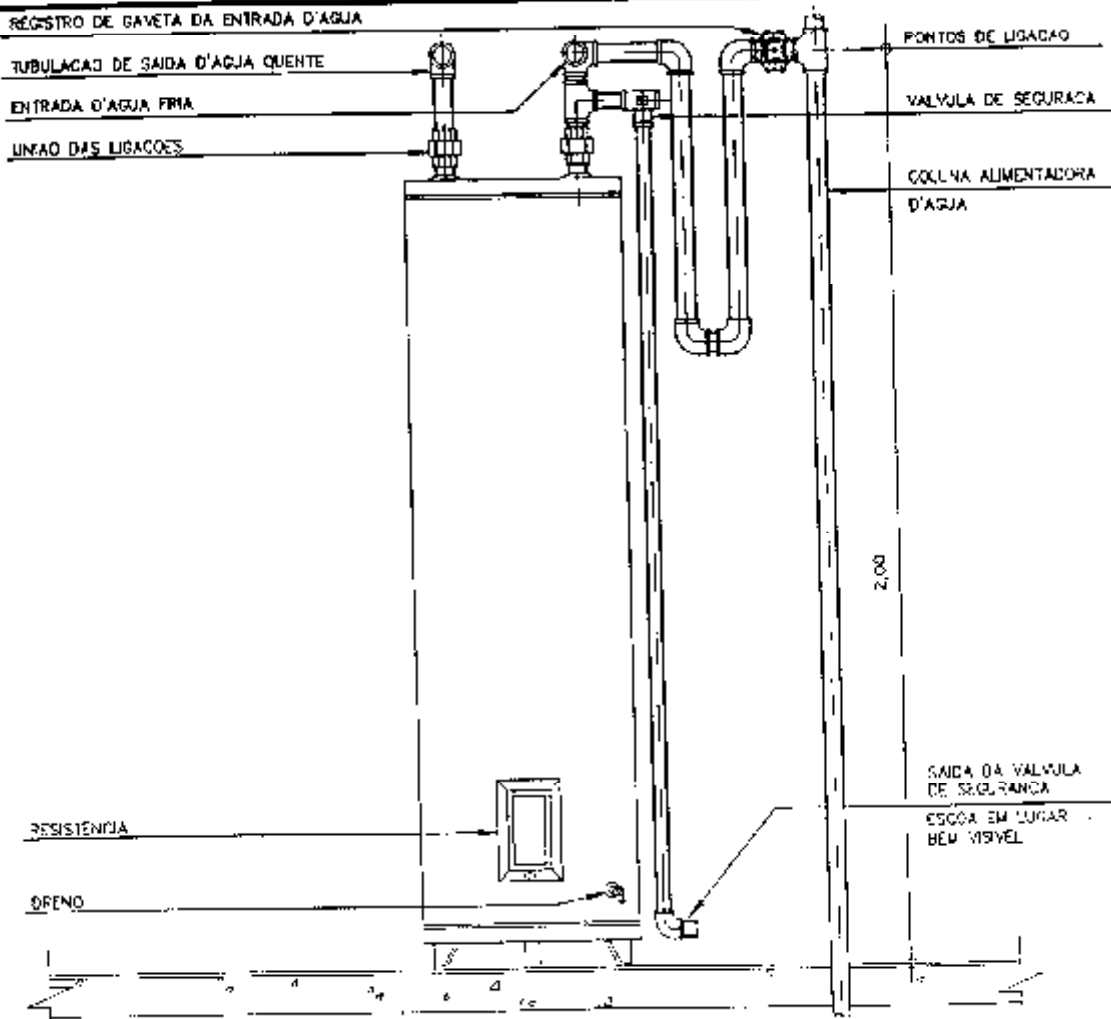 REGISTRO DE GAVETA DA ENTRADA D'AGUA
TUBULACAO DE SAIDA D'AGUA QUENTE
ENTRADA D'AGUA FRIA
UNIAO DAS LIGACOES
PONTOS DE LIGACAO
VALVULA DE SEGURACA
COLUNA ALIMENTADORA
D'AGUA
2,00
SAIDA DA VALVULA
DE SEGURANCA
ESCOA EM LUGAR
BEM VISIVEL
RESISTENCIA
DRENO